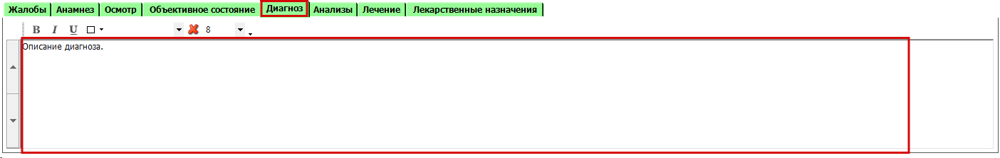 Жалобы Анамнез Осмотр Объективное состояние Диагноз Анализы Лечение Лекарственные назначения
B I U 8
Описание диагноза.